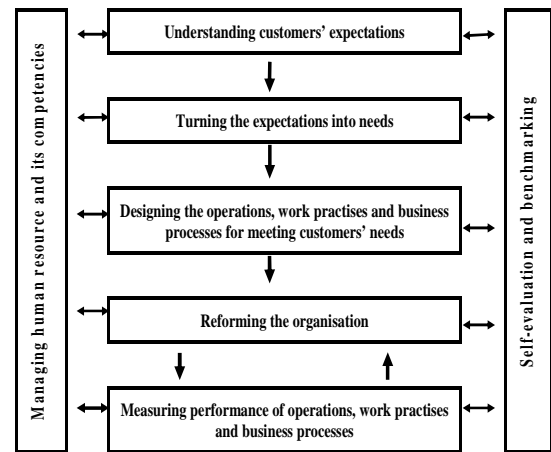 Managing human resource and its competencies
Understanding customers' expectations
Turning the expectations into needs
Designing the operations, work practises and business
processes for meeting customers' needs
Reforming the organisation
Measuring performance of operations, work practises
and business processes
Self-evaluation and benchmarking